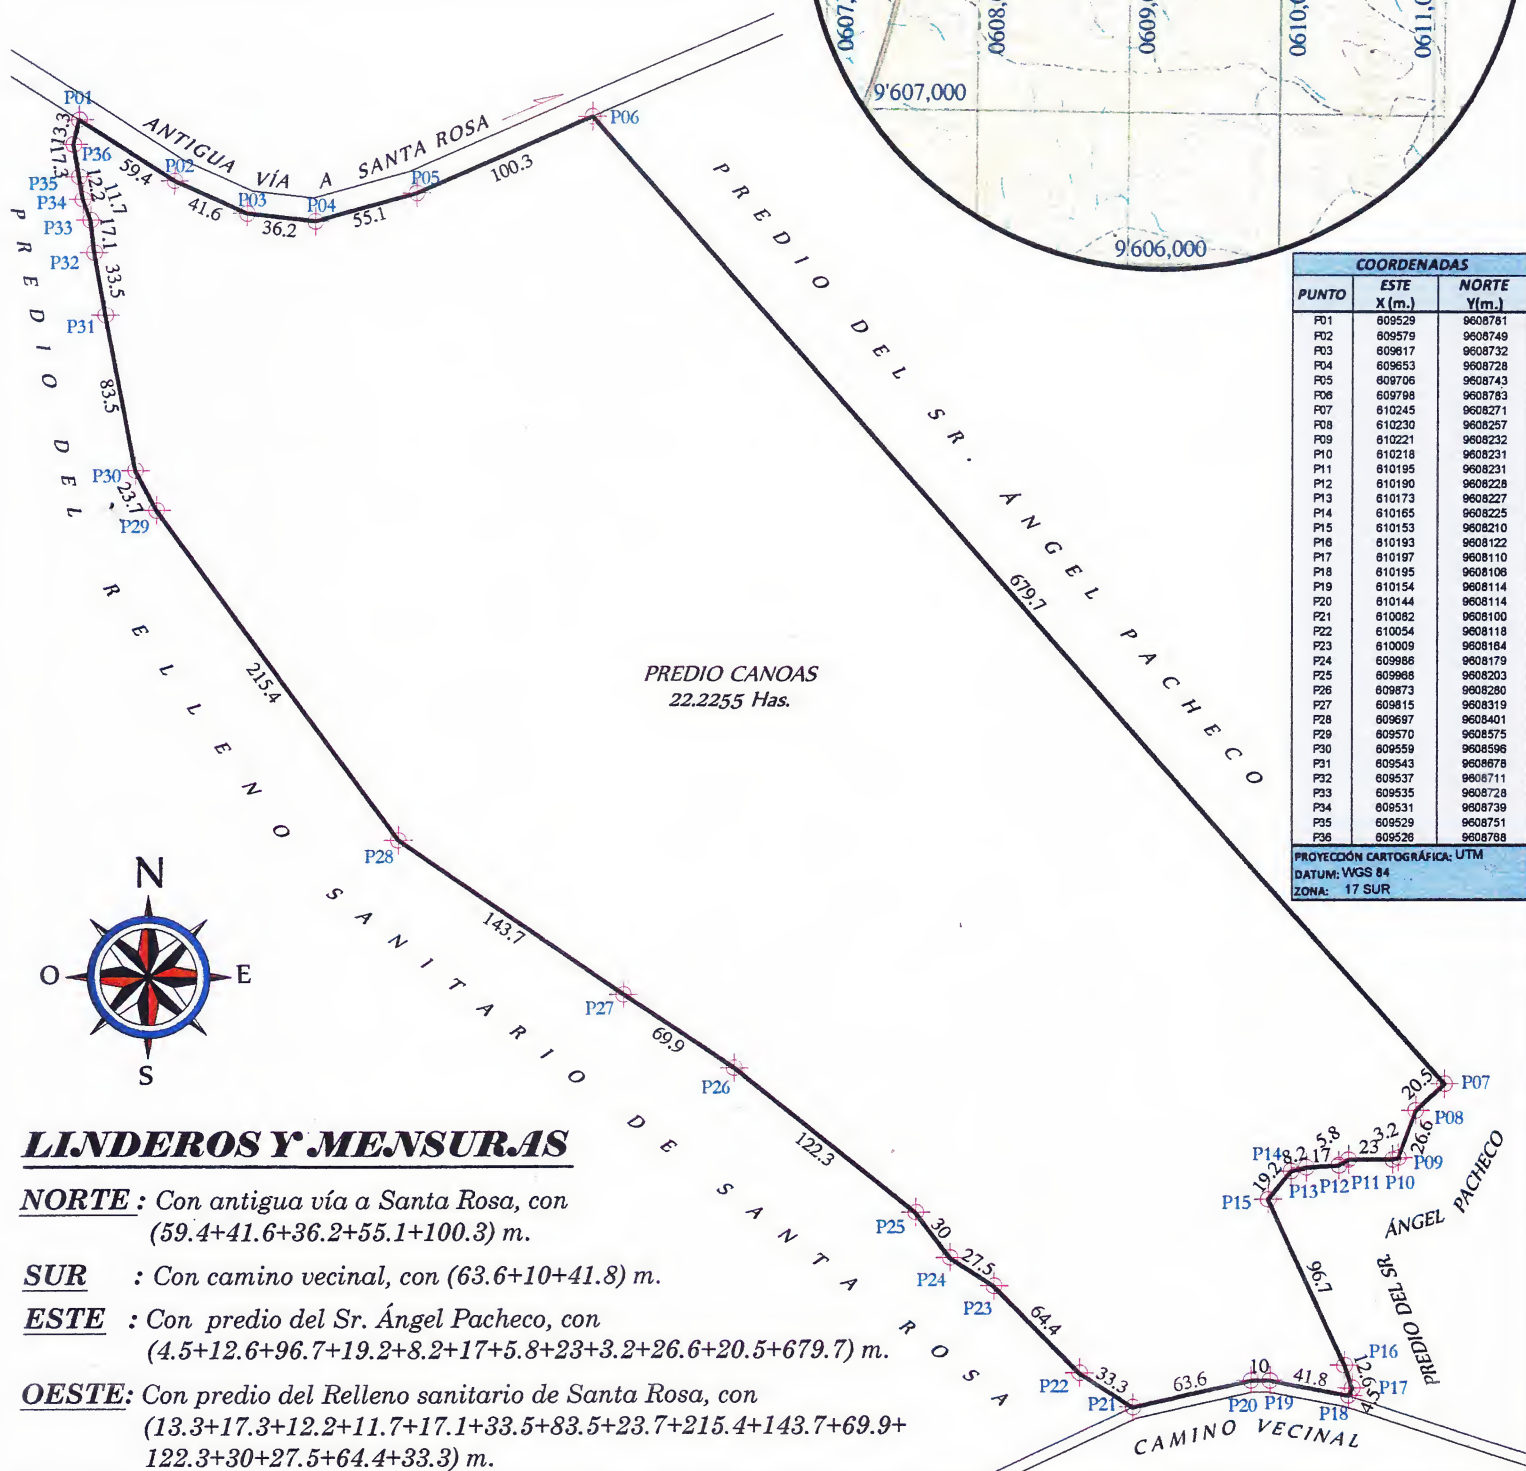 0607,
0608,0
0609,0
0610,0
0611,0
9'607,000
9'606,000
P01
P02
P03
P04
P05
P06
P07
P08
P09
P10
P11
P12
P13
P14
P15
P16
P17
P18
P19
P20
P21
P22
P23
P24
P25
P26
P27
P28
P29
P30
P31
P32
P33
P34
P35
P36
ANTIGUA VÍA A SANTA ROSA
59.4
41.6
36.2
55.1
100.3
679.7
20.5
26.6
3.2
23
5.8
17
8.2
19.2
96.7
12.6
4.5
41.8
10
63.6
33.3
64.4
27.5
30
122.3
69.9
143.7
215.4
23.7
83.5
33.5
17.1
11.7
12.2
17.3
13.3
PREDIO DEL SR. ÁNGEL PACHECO
PREDIO DEL RELLENO SANITARIO DE SANTA ROSA
PREDIO CANOAS
22.2255 Has.
PREDIO DEL SR. ÁNGEL PACHECO
CAMINO VECINAL
N
O
E
S
COORDENADAS
PUNTO ESTE X (m.) NORTE Y(m.)
P01 609529 9608781
P02 609579 9608749
P03 609617 9608732
P04 609653 9608728
P05 609706 9608743
P06 609798 9608783
P07 610245 9608271
P08 610230 9608257
P09 610221 9608232
P10 610218 9608231
P11 610195 9608231
P12 610190 9608228
P13 610173 9608227
P14 610165 9608225
P15 610153 9608210
P16 610193 9608122
P17 610197 9608110
P18 610195 9608106
P19 610154 9608114
P20 610144 9608114
P21 610082 9608100
P22 610054 9608118
P23 610009 9608164
P24 609986 9608179
P25 609968 9608203
P26 609873 9608280
P27 609815 9608319
P28 609697 9608401
P29 609570 9608575
P30 609559 9608596
P31 609543 9608678
P32 609537 9608711
P33 609535 9608728
P34 609531 9608739
P35 609529 9608751
P36 609526 9608768
PROYECCIÓN CARTOGRÁFICA: UTM
DATUM: WGS 84
ZONA: 17 SUR
LINDEROS Y MENSURAS
NORTE : Con antigua vía a Santa Rosa, con
(59.4+41.6+36.2+55.1+100.3) m.
SUR : Con camino vecinal, con (63.6+10+41.8) m.
ESTE : Con predio del Sr. Ángel Pacheco, con
(4.5+12.6+96.7+19.2+8.2+17+5.8+23+3.2+26.6+20.5+679.7) m.
OESTE: Con predio del Relleno sanitario de Santa Rosa, con
(13.3+17.3+12.2+11.7+17.1+33.5+83.5+23.7+215.4+143.7+69.9+
122.3+30+27.5+64.4+33.3) m.